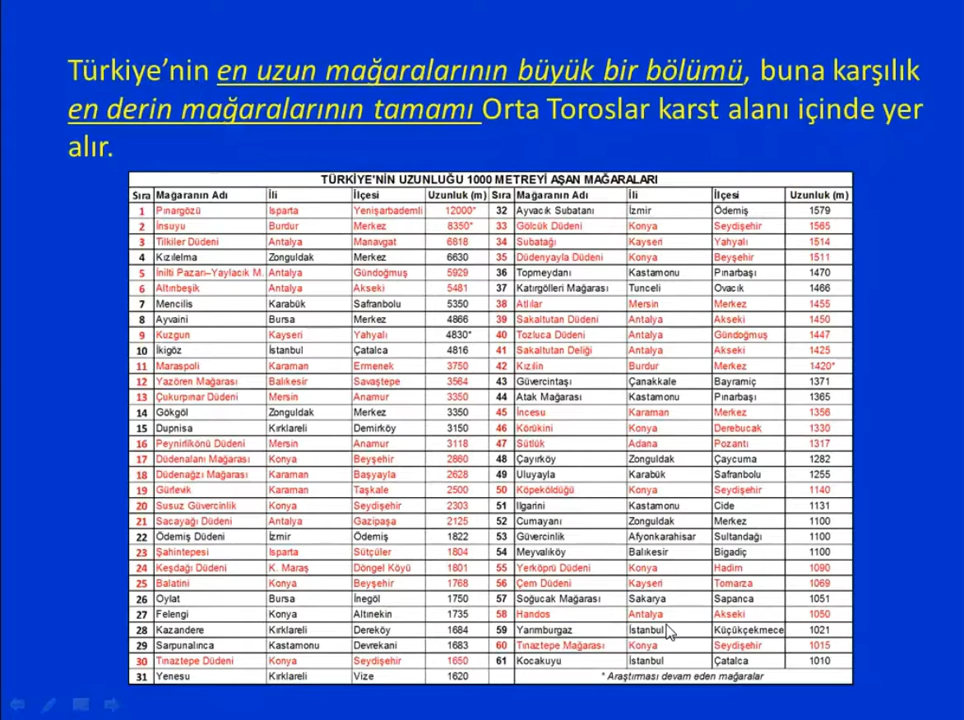 Türkiye’nin en uzun mağaralarının büyük bir bölümü, buna karşılık
en derin mağaralarının tamamı Orta Toroslar karst alanı içinde yer
alır.
TÜRKİYE'NİN UZUNLUĞU 1000 METREYİ AŞAN MAĞARALARI
Sıra Mağaranın Adı İli İlçesi Uzunluk (m) Sıra Mağaranın Adı İli İlçesi Uzunluk (m)
1 Pınargözü Isparta Yenişarbademli 12000* 32 Ayvacık Subatanı İzmir Ödemiş 1579
2 İnsuyu Burdur Merkez 8350* 33 Gölcük Düdeni Konya Seydişehir 1565
3 Tilkiler Düdeni Antalya Manavgat 6818 34 Subatağı Kayseri Yahyalı 1514
4 Kızılelma Zonguldak Merkez 6630 35 Düdenyayla Düdeni Konya Beyşehir 1511
5 İnilti Pazarı–Yaylacık M. Antalya Gündoğmuş 5929 36 Topmeydanı Kastamonu Pınarbaşı 1470
6 Altınbeşik Antalya Akseki 5481 37 Katırgölleri Mağarası Tunceli Ovacık 1466
7 Mencilis Karabük Safranbolu 5350 38 Atlılar Mersin Merkez 1455
8 Ayvaini Bursa Merkez 4866 39 Sakaltutan Düdeni Antalya Akseki 1450
9 Kuzgun Kayseri Yahyalı 4830* 40 Tozluca Düdeni Antalya Gündoğmuş 1447
10 İkigöz İstanbul Çatalca 4816 41 Sakaltutan Deliği Antalya Akseki 1425
11 Maraspoli Karaman Ermenek 3750 42 Kızılin Burdur Merkez 1420*
12 Yazören Mağarası Balıkesir Savaştepe 3564 43 Güvercintaşı Çanakkale Bayramiç 1371
13 Çukurpınar Düdeni Mersin Anamur 3350 44 Atak Mağarası Kastamonu Pınarbaşı 1365
14 Gökgöl Zonguldak Merkez 3350 45 İncesu Karaman Merkez 1356
15 Dupnisa Kırklareli Demirköy 3150 46 Körükini Konya Derebucak 1330
16 Peynirlikönü Düdeni Mersin Anamur 3118 47 Sütlük Adana Pozantı 1317
17 Düdenalanı Mağarası Konya Beyşehir 2860 48 Çayırköy Zonguldak Çaycuma 1282
18 Düdenağzı Mağarası Karaman Başyayla 2628 49 Uluyayla Karabük Safranbolu 1255
19 Gürlevik Karaman Taşkale 2500 50 Köpeköldüğü Konya Seydişehir 1140
20 Susuz Güvercinlik Konya Seydişehir 2303 51 Ilgarini Kastamonu Cide 1131
21 Sacayağı Düdeni Antalya Gazipaşa 2125 52 Cumayanı Zonguldak Merkez 1100
22 Ödemiş Düdeni İzmir Ödemiş 1822 53 Güvercinlik Afyonkarahisar Sultandağı 1100
23 Şahintepesi Isparta Sütçüler 1804 54 Meyvalıköy Balıkesir Bigadiç 1100
24 Keşdağı Düdeni K. Maraş Döngel Köyü 1801 55 Yerköprü Düdeni Konya Hadim 1090
25 Balatini Konya Beyşehir 1768 56 Çem Düdeni Kayseri Tomarza 1069
26 Oylat Bursa İnegöl 1750 57 Soğucak Mağarası Sakarya Sapanca 1051
27 Felengi Konya Altınekin 1735 58 Handos Antalya Akseki 1050
28 Kazandere Kırklareli Dereköy 1684 59 Yarımburgaz İstanbul Küçükçekmece 1021
29 Sarpunalınca Kastamonu Devrekani 1683 60 Tınaztepe Mağarası Konya Seydişehir 1015
30 Tınaztepe Düdeni Konya Seydişehir 1650 61 Kocakuyu İstanbul Çatalca 1010
31 Yenesu Kırklareli Vize 1620 * Araştırması devam eden mağaralar